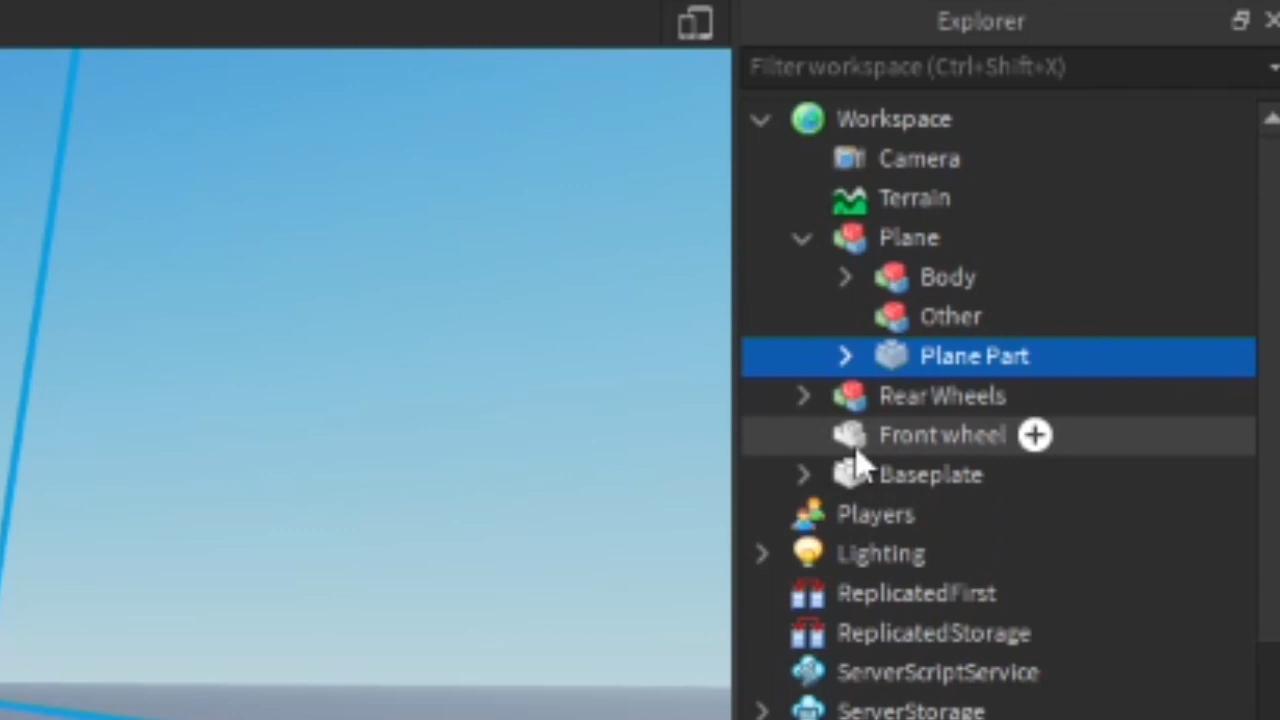 Explorer
Filter workspace (Ctrl+Shift+X)
Workspace
Camera
Terrain
Plane
Body
Other
Plane Part
Rear Wheels
Front wheel
Baseplate
Players
Lighting
ReplicatedFirst
ReplicatedStorage
ServerScriptService
ServerStorage